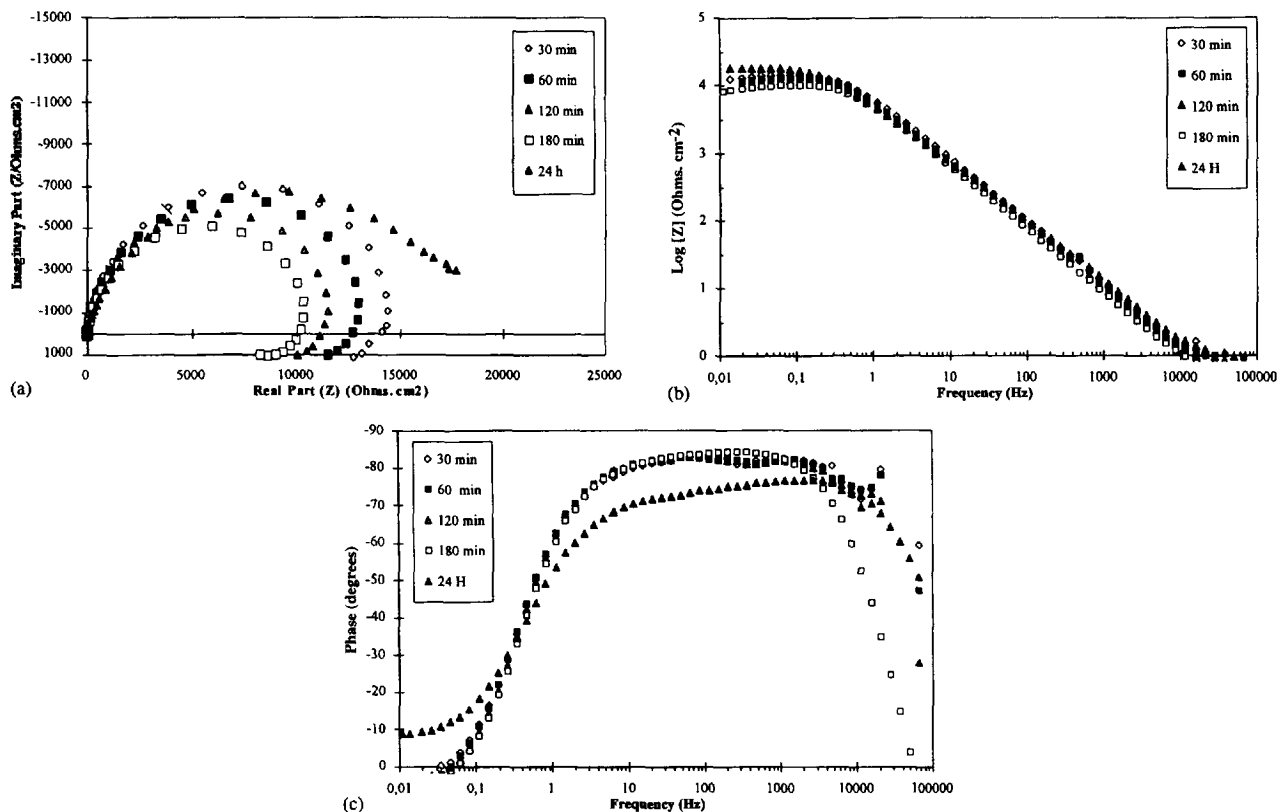 -15000
-13000
-11000
-9000
-7000
-5000
-3000
-1000
1000
Imaginary Part (Z/Ohms.cm2)
30 min
60 min
120 min
180 min
24 h
0
5000
10000
15000
20000
25000
Real Part (Z) (Ohms. cm2)
(a)
5
4
3
2
1
0
Log [Z] (Ohms. cm-2)
30 min
60 min
120 min
180 min
24 H
0,01
0,1
1
10
100
1000
10000
100000
Frequency (Hz)
(b)
-90
-80
-70
-60
-50
-40
-30
-20
-10
0
Phase (degrees)
30 min
60 min
120 min
180 min
24 H
0,01
0,1
1
10
100
1000
10000
100000
Frequency (Hz)
(c)